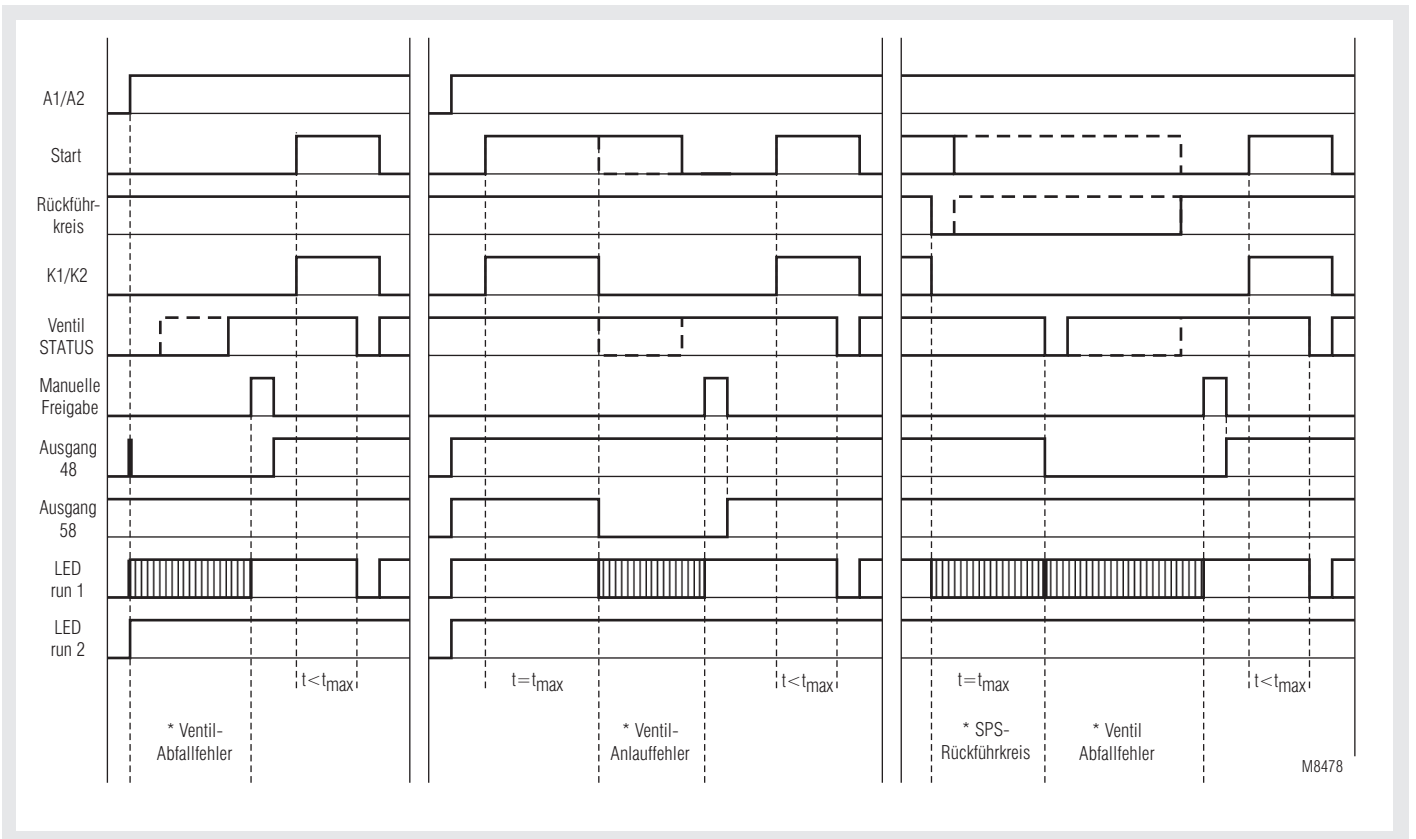 A1/A2
Start
Rückführ-
kreis
K1/K2
Ventil
STATUS
Manuelle
Freigabe
Ausgang
48
Ausgang
58
LED
run 1
LED
run 2
t<tmax
t=tmax
t<tmax
t=tmax
t<tmax
* Ventil-
Abfallfehler
* Ventil-
Anlauffehler
* SPS-
Rückführkreis
* Ventil
Abfallfehler
M8478